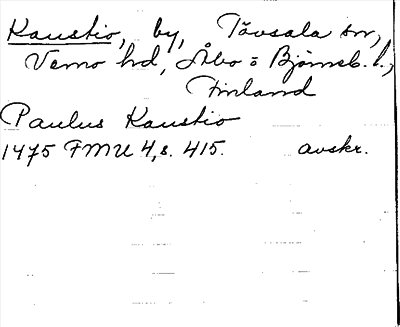 Kaustio, by, Tövsala sn,
Vemo hd, Åbo o Björneb. l.,
Finland
Paulus Kaustio
1475 FMU 4, s. 415. avskr.